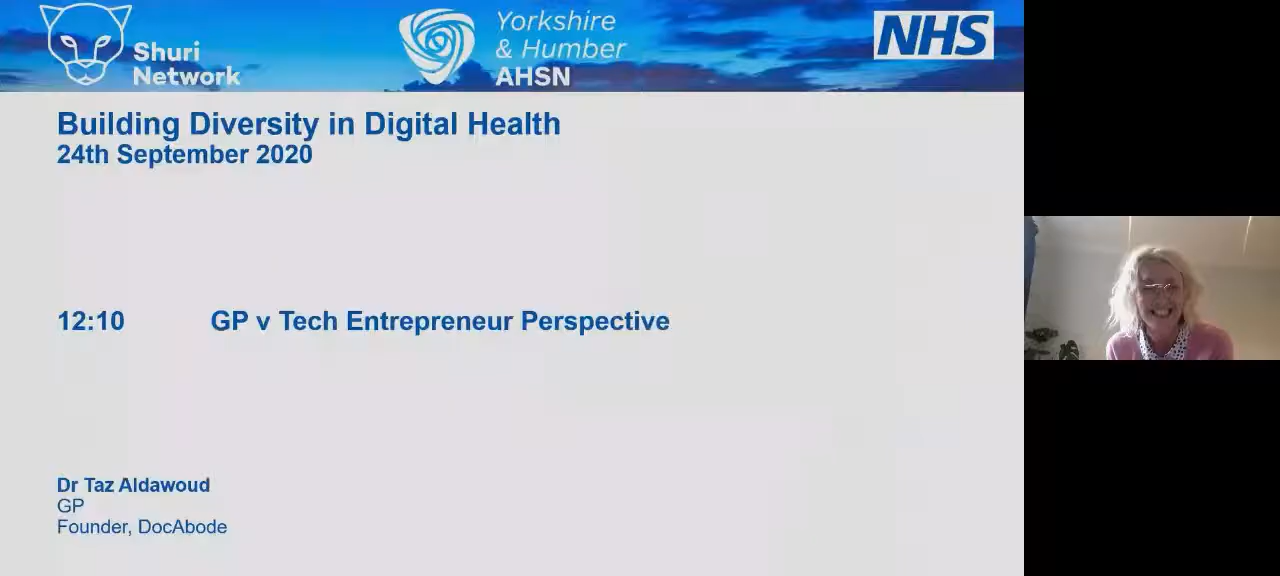 Shuri
Network
Yorkshire
& Humber
AHSN
NHS
Building Diversity in Digital Health
24th September 2020
12:10 GP v Tech Entrepreneur Perspective
Dr Taz Aldawoud
GP
Founder, DocAbode